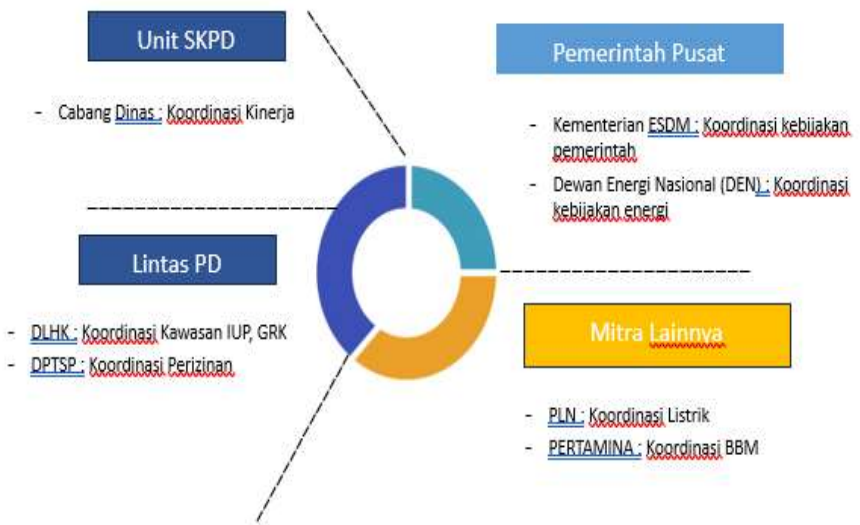 Unit SKPD
- Cabang Dinas : Koordinasi Kinerja
Pemerintah Pusat
- Kementerian ESDM : Koordinasi kebijakan
pemerintah
- Dewan Energi Nasional (DEN) : Koordinasi
kebijakan energi
Lintas PD
- DLHK : Koordinasi Kawasan IUP, GRK
- DPTSP : Koordinasi Perizinan
Mitra Lainnya
- PLN : Koordinasi Listrik
- PERTAMINA : Koordinasi BBM